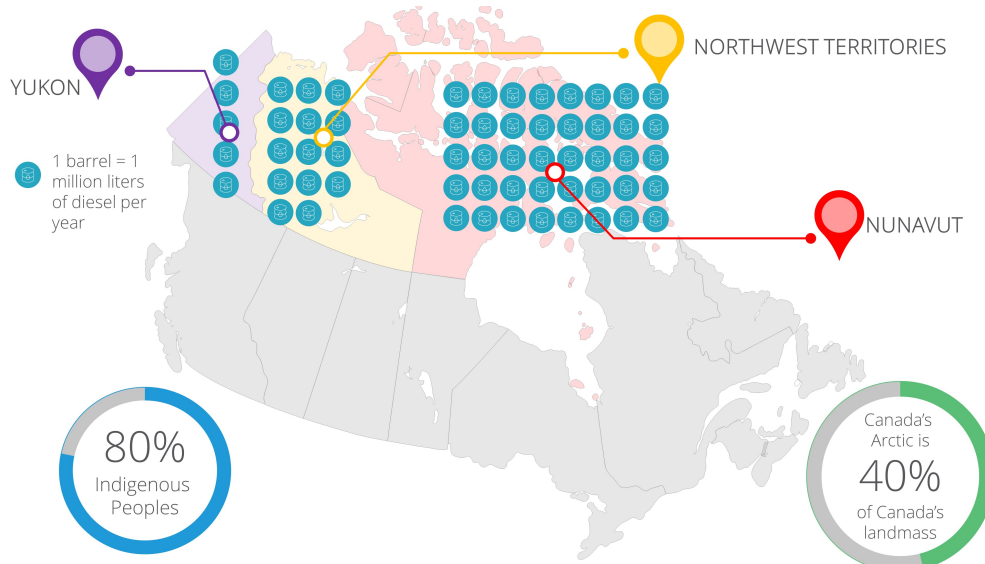 YUKON
NORTHWEST TERRITORIES
1 barrel = 1
million liters
of diesel per
year
NUNAVUT
80%
Indigenous
Peoples
Canada's
Arctic is
40%
of Canada's
landmass